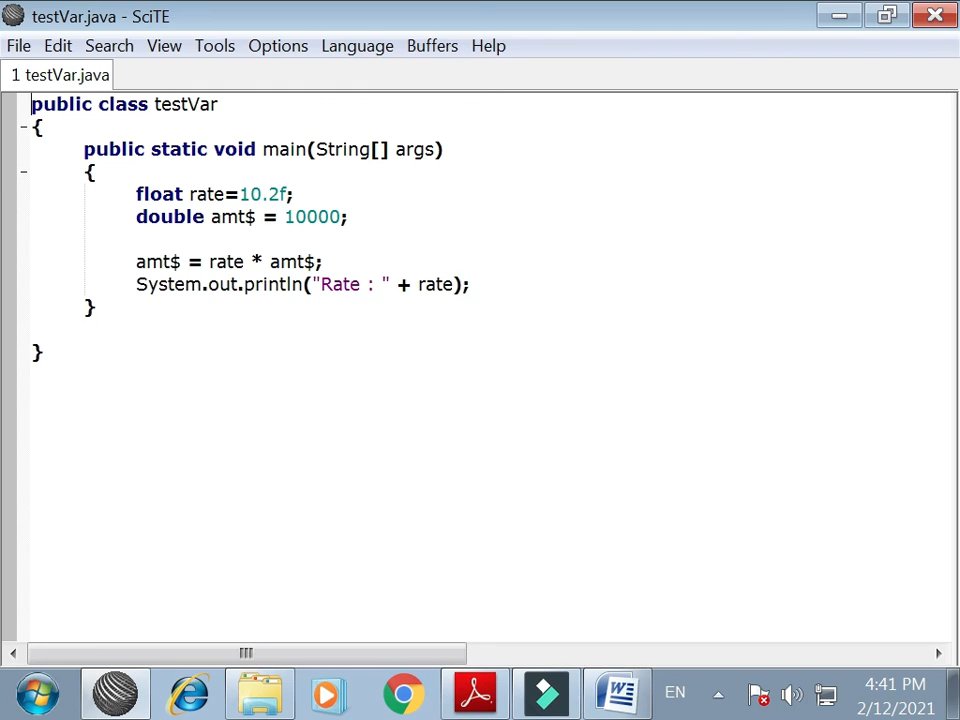 testVar.java - SciTE
File Edit Search View Tools Options Language Buffers Help
1 testVar.java
public class testVar
{
public static void main(String[] args)
{
float rate=10.2f;
double amt$ = 10000;
amt$ = rate * amt$;
System.out.println("Rate : " + rate);
}
}
EN
4:41 PM
2/12/2021